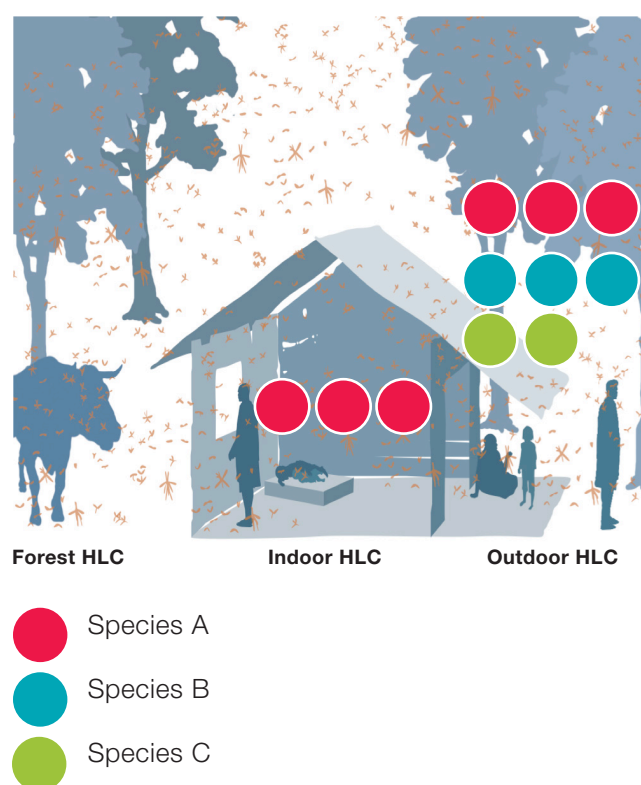 Forest HLC
Indoor HLC
Outdoor HLC
Species A
Species B
Species C